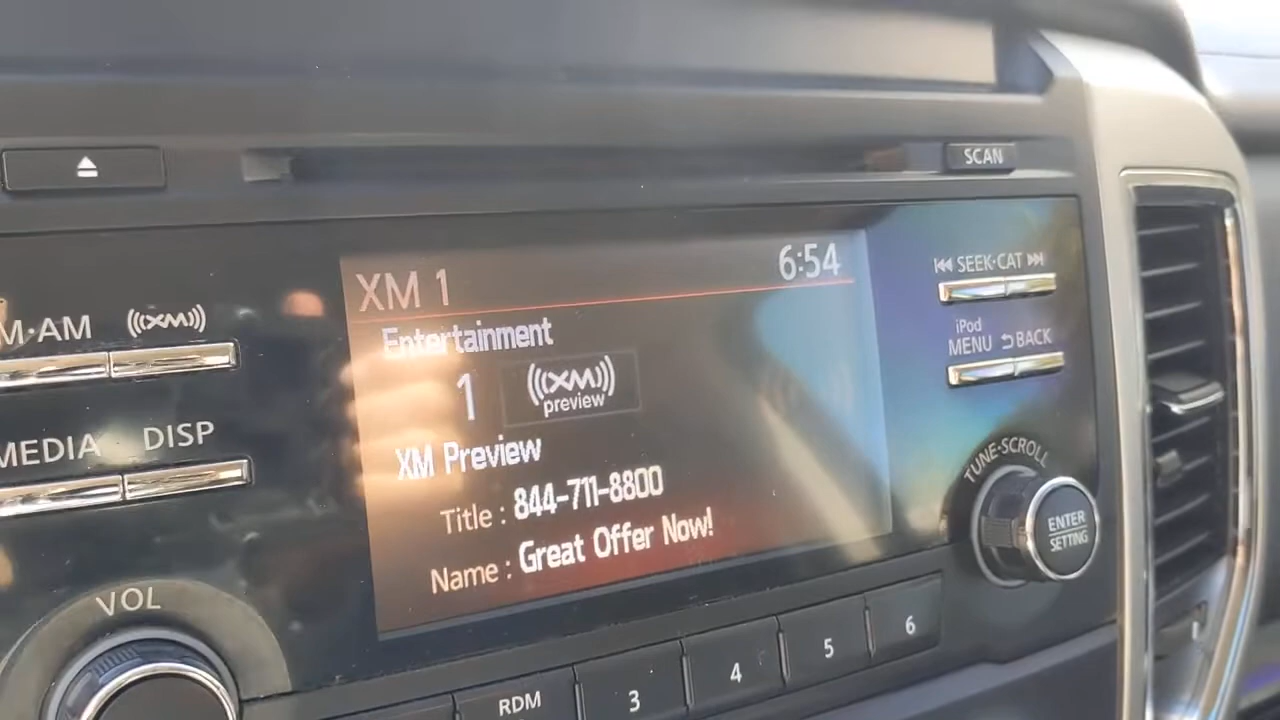 SCAN
XM 1 6:54
SEEK·CAT
M·AM
((XM))
Entertainment
iPod
MENU BACK
1 ((XM))
preview
MEDIA DISP
XM Preview
TUNE·SCROLL
Title : 844-711-8800
ENTER
SETTING
Name : Great Offer Now!
VOL
RDM 3 4 5 6